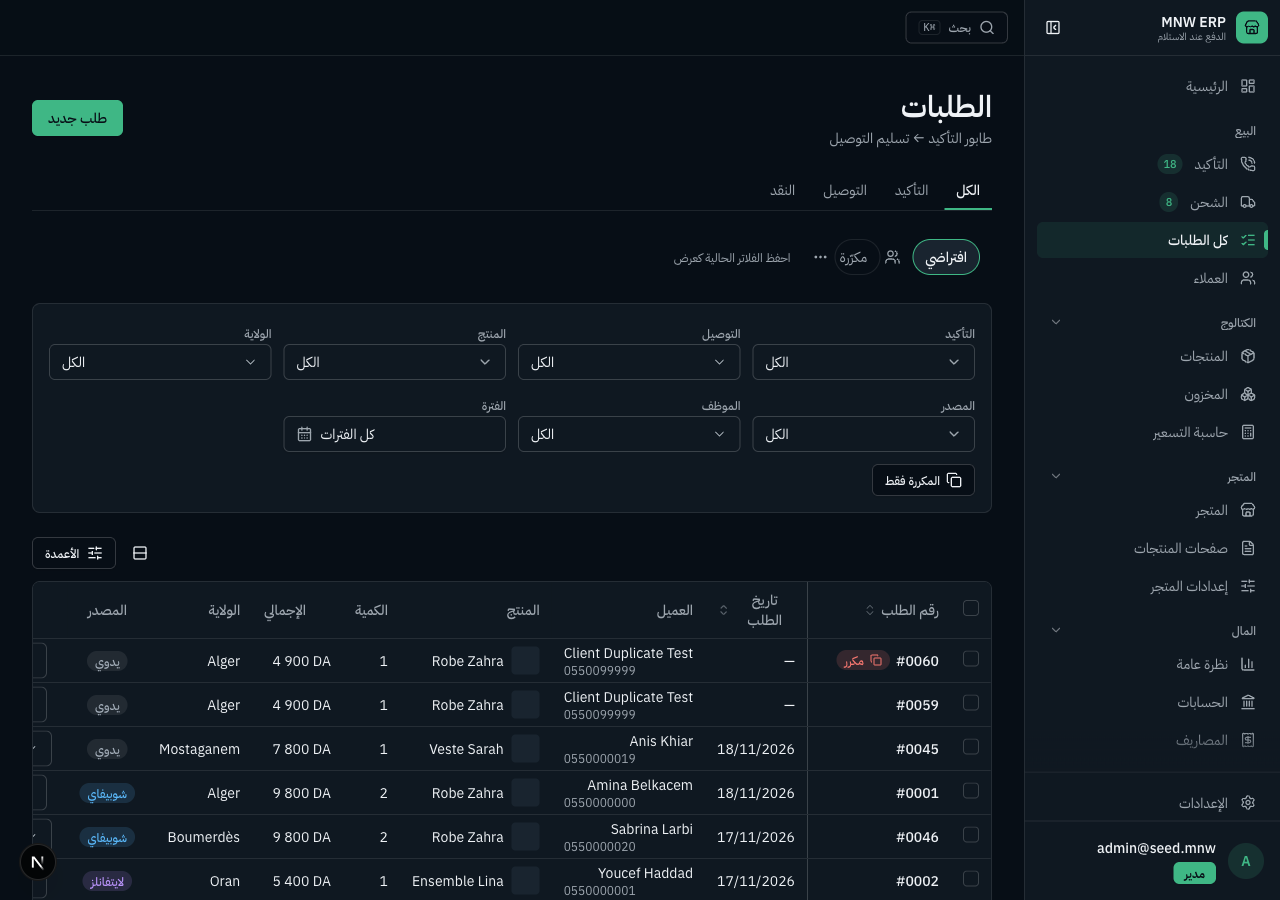 MNW ERP
الدفع عند الاستلام
الرئيسية
البيع
التأكيد 18
الشحن 8
كل الطلبات
العملاء
الكتالوج
المنتجات
المخزون
حاسبة التسعير
المتجر
المتجر
صفحات المنتجات
إعدادات المتجر
المال
نظرة عامة
الحسابات
المصاريف
الإعدادات
A admin@seed.mnw
مدير
بحث ⌘K
الطلبات
طابور التأكيد ← تسليم التوصيل
طلب جديد
الكل التأكيد التوصيل النقد
افتراضي مكرّرة ··· احفظ الفلاتر الحالية كعرض
التأكيد التوصيل المنتج الولاية
الكل الكل الكل الكل
المصدر الموظف الفترة
الكل الكل كل الفترات
المكررة فقط
الأعمدة
رقم الطلب تاريخ الطلب العميل المنتج الكمية الإجمالي الولاية المصدر
#0060 مكرر — Client Duplicate Test 0550099999 Robe Zahra 1 4 900 DA Alger يدوي
#0059 — Client Duplicate Test 0550099999 Robe Zahra 1 4 900 DA Alger يدوي
#0045 18/11/2026 Anis Khiar 0550000019 Veste Sarah 1 7 800 DA Mostaganem يدوي
#0001 18/11/2026 Amina Belkacem 0550000000 Robe Zahra 2 9 800 DA Alger شوبيفاي
#0046 17/11/2026 Sabrina Larbi 0550000020 Robe Zahra 2 9 800 DA Boumerdès شوبيفاي
#0002 17/11/2026 Youcef Haddad 0550000001 Ensemble Lina 1 5 400 DA Oran لايتفانلز
N